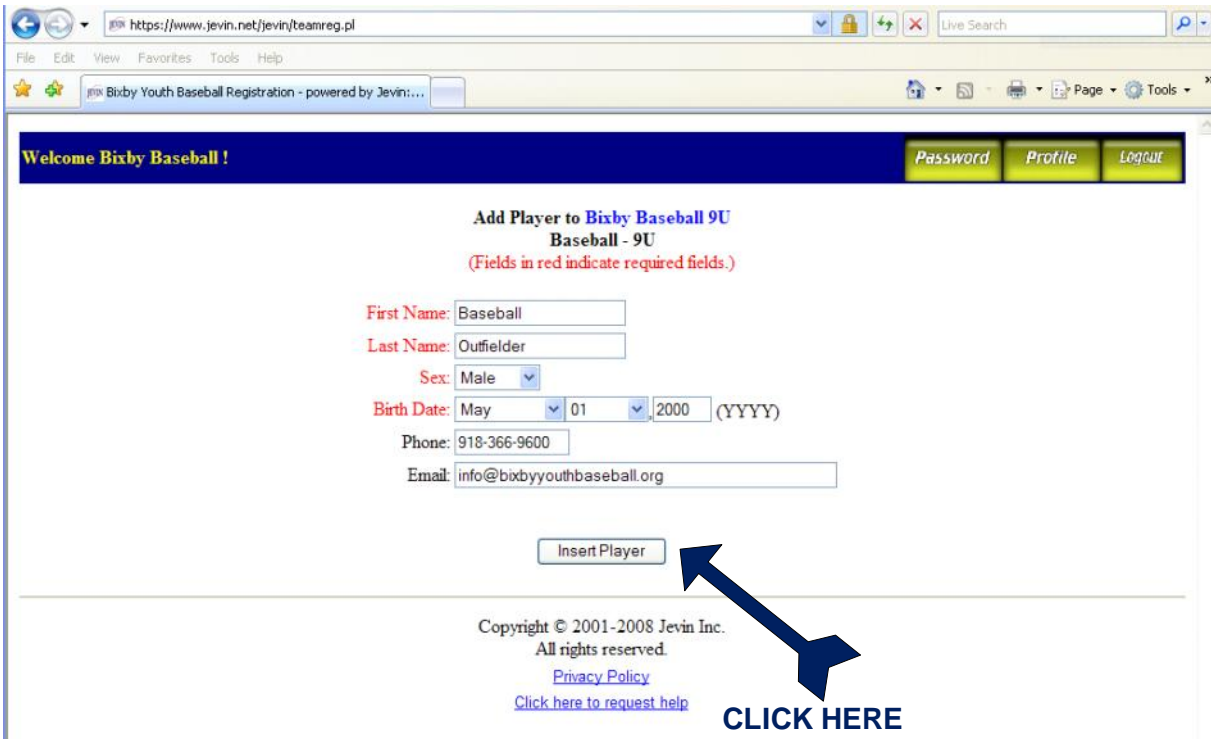 https://www.jevin.net/jevin/teamreg.pl Live Search
File Edit View Favorites Tools Help
Bixby Youth Baseball Registration - powered by Jevin:... Page Tools
Welcome Bixby Baseball ! Password Profile Logout
Add Player to Bixby Baseball 9U
Baseball - 9U
(Fields in red indicate required fields.)
First Name: Baseball
Last Name: Outfielder
Sex: Male
Birth Date: May 01 , 2000 (YYYY)
Phone: 918-366-9600
Email: info@bixbyyouthbaseball.org
Insert Player
Copyright © 2001-2008 Jevin Inc.
All rights reserved.
Privacy Policy
Click here to request help
CLICK HERE